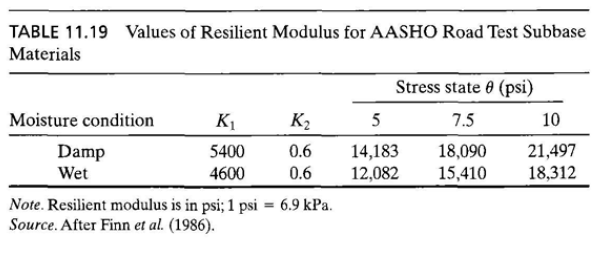 TABLE 11.19 Values of Resilient Modulus for AASHO Road Test Subbase
Materials
Stress state θ (psi)
Moisture condition K₁ K₂ 5 7.5 10
Damp 5400 0.6 14,183 18,090 21,497
Wet 4600 0.6 12,082 15,410 18,312
Note. Resilient modulus is in psi; 1 psi = 6.9 kPa.
Source. After Finn et al. (1986).